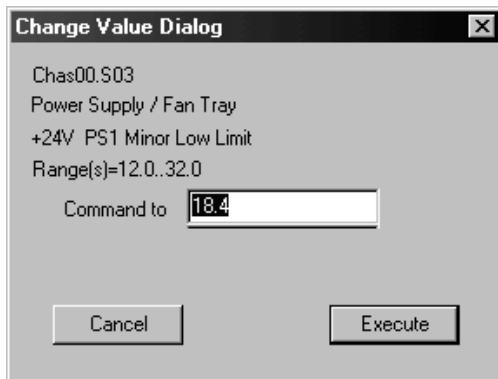 Change Value Dialog
Chas00.S03
Power Supply / Fan Tray
+24V PS1 Minor Low Limit
Range(s)=12.0..32.0
Command to 18.4
Cancel Execute